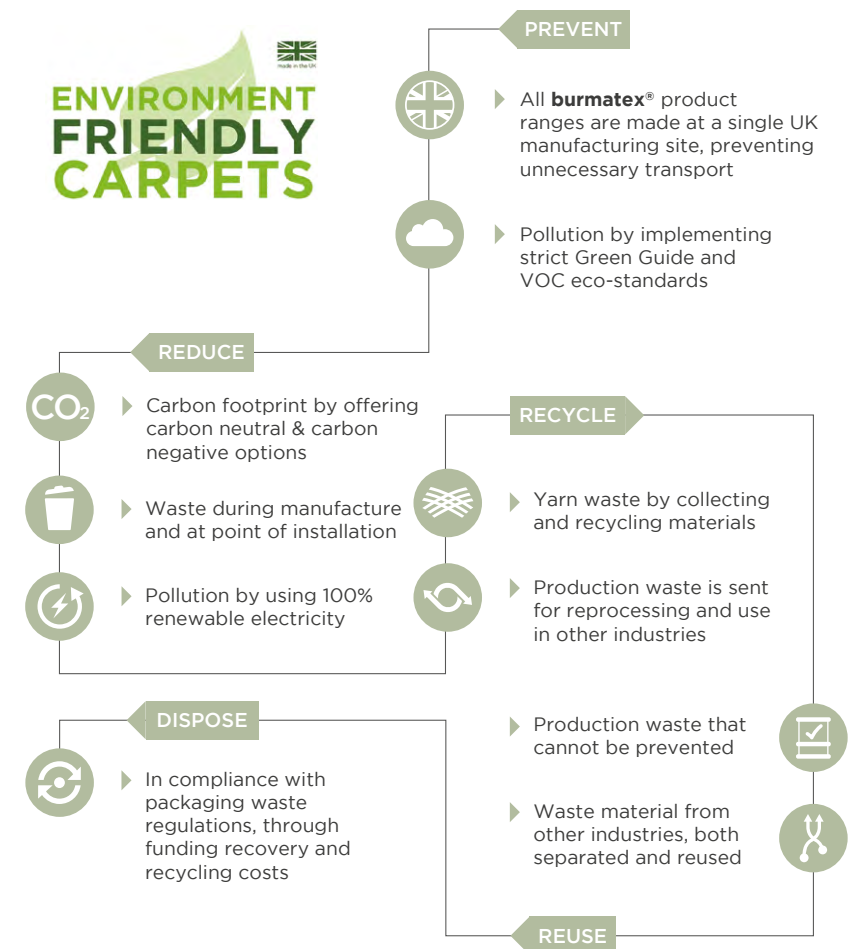 made in the UK
ENVIRONMENT
FRIENDLY
CARPETS
PREVENT
All burmatex® product
ranges are made at a single UK
manufacturing site, preventing
unnecessary transport
Pollution by implementing
strict Green Guide and
VOC eco-standards
REDUCE
CO₂
Carbon footprint by offering
carbon neutral & carbon
negative options
Waste during manufacture
and at point of installation
Pollution by using 100%
renewable electricity
RECYCLE
Yarn waste by collecting
and recycling materials
Production waste is sent
for reprocessing and use
in other industries
Production waste that
cannot be prevented
Waste material from
other industries, both
separated and reused
REUSE
DISPOSE
In compliance with
packaging waste
regulations, through
funding recovery and
recycling costs